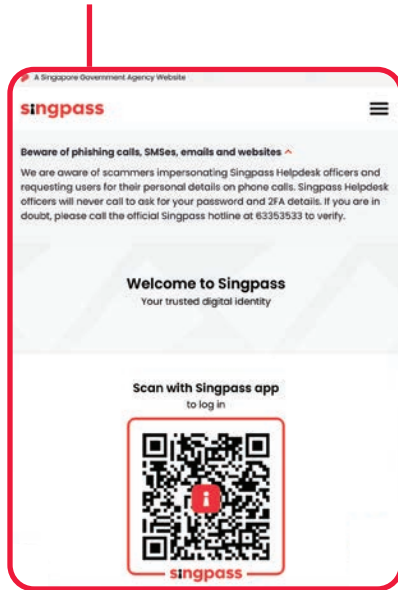 A Singapore Government Agency Website
singpass
Beware of phishing calls, SMSes, emails and websites
We are aware of scammers impersonating Singpass Helpdesk officers and
requesting users for their personal details on phone calls. Singpass Helpdesk
officers will never call to ask for your password and 2FA details. If you are in
doubt, please call the official Singpass hotline at 63353533 to verify.
Welcome to Singpass
Your trusted digital identity
Scan with Singpass app
to log in
singpass